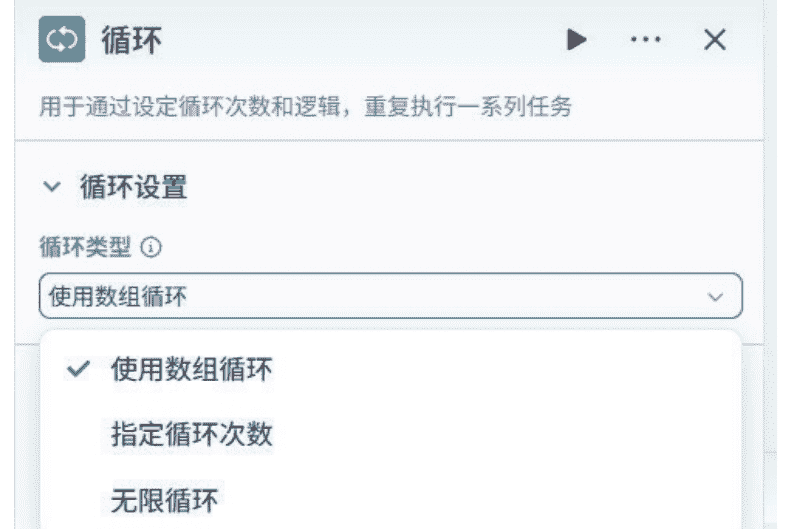 循环
用于通过设定循环次数和逻辑，重复执行一系列任务
循环设置
循环类型
使用数组循环
使用数组循环
指定循环次数
无限循环